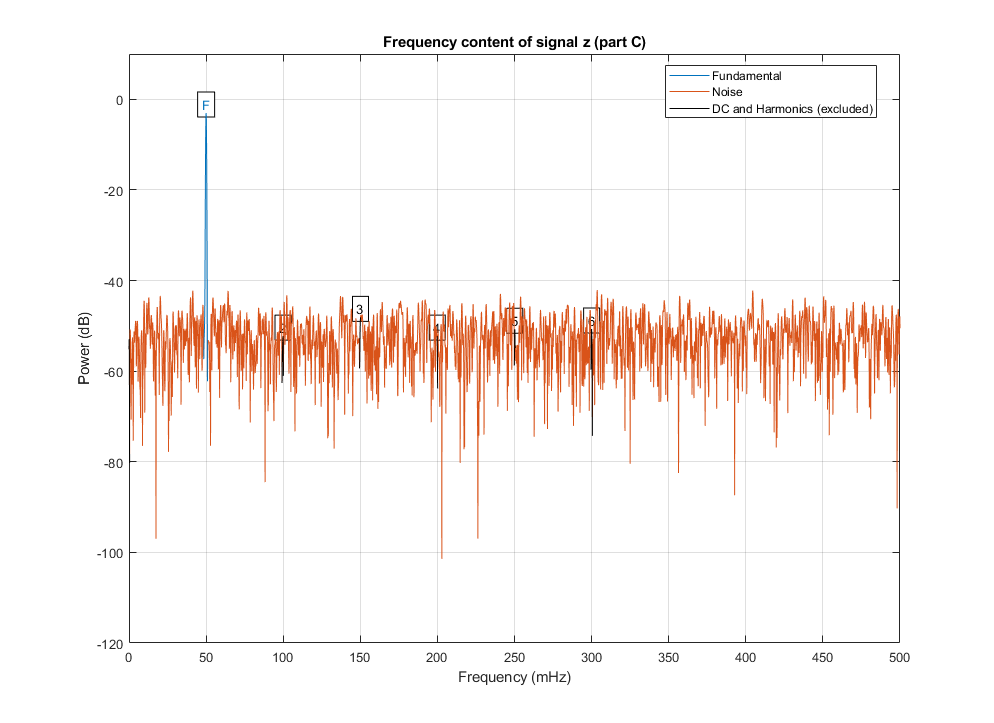 Frequency content of signal z (part C)
Fundamental
Noise
DC and Harmonics (excluded)
F
2
3
4
5
6
0
-20
-40
-60
-80
-100
-120
Power (dB)
0 50 100 150 200 250 300 350 400 450 500
Frequency (mHz)